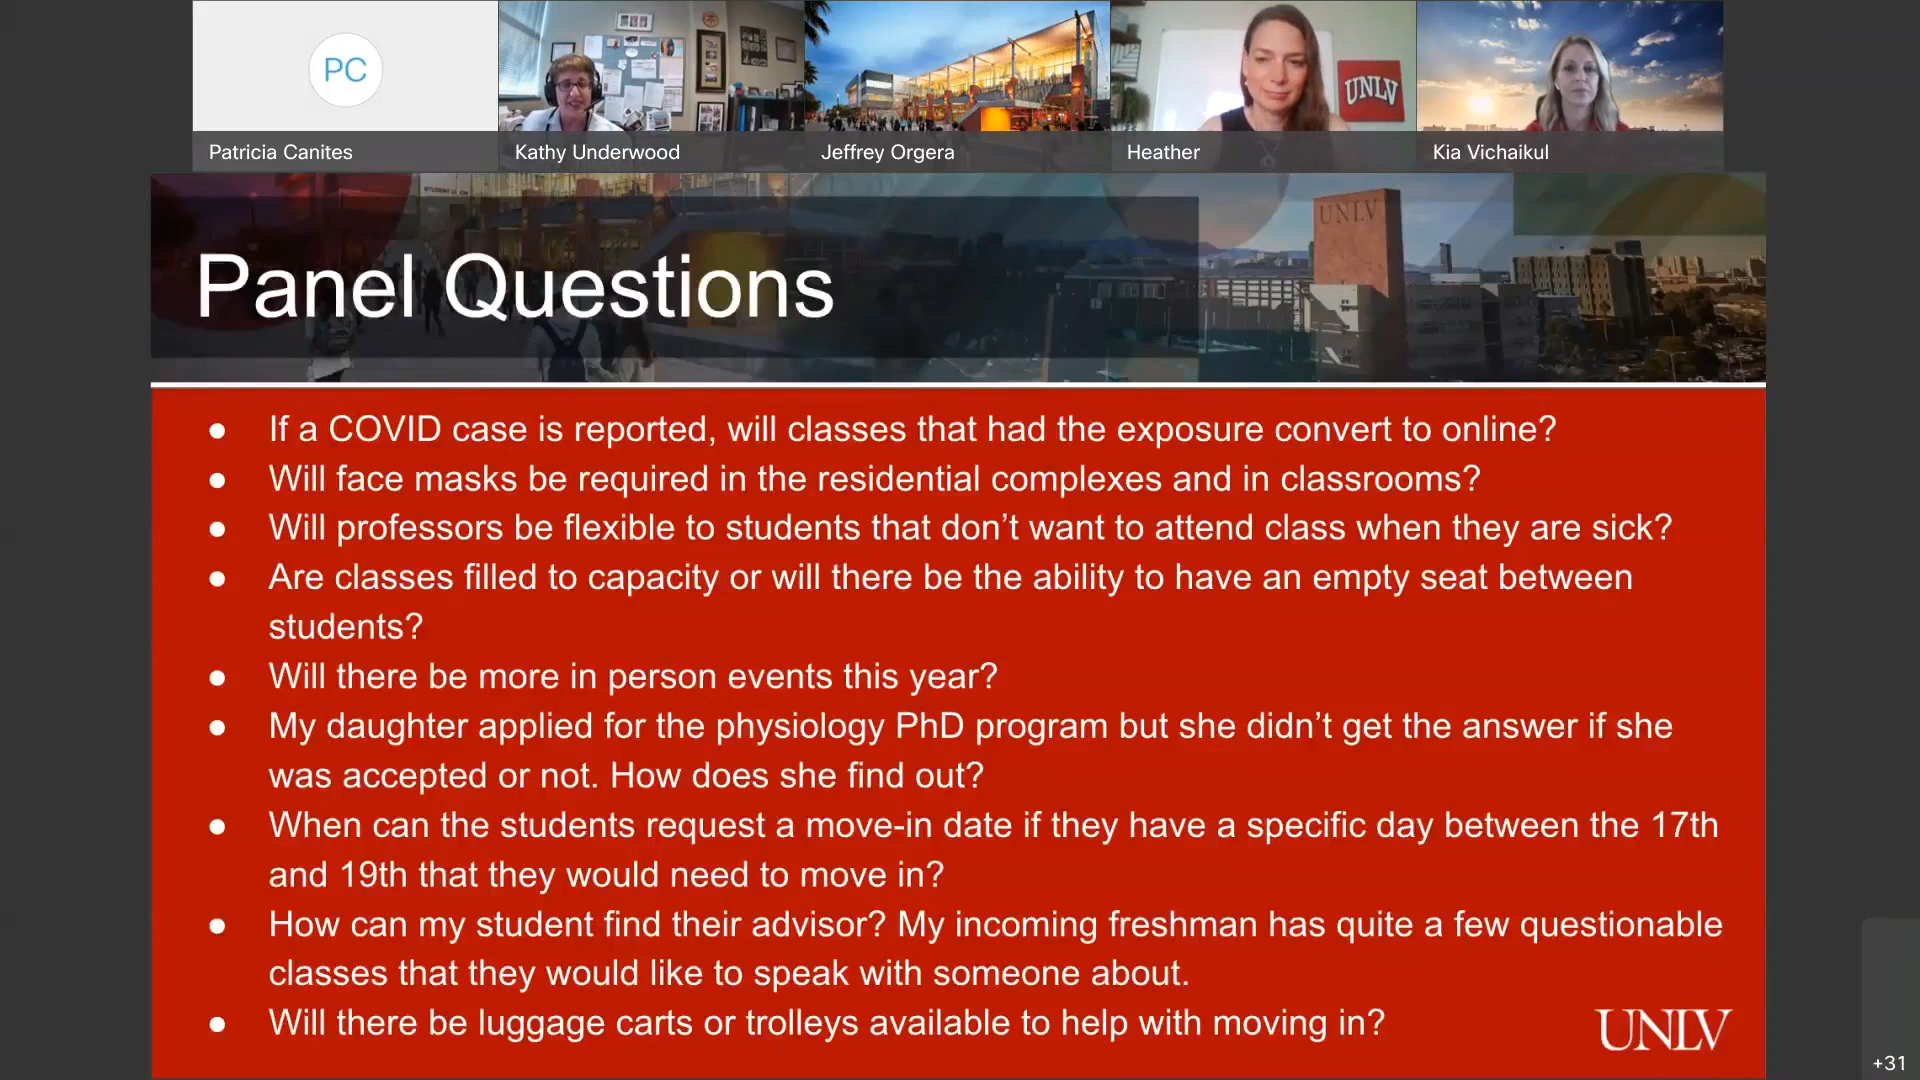 PC
UNLV
Patricia Canites
Kathy Underwood
Jeffrey Orgera
Heather
Kia Vichaikul
UNLV
Panel Questions
● If a COVID case is reported, will classes that had the exposure convert to online?
● Will face masks be required in the residential complexes and in classrooms?
● Will professors be flexible to students that don’t want to attend class when they are sick?
● Are classes filled to capacity or will there be the ability to have an empty seat between
students?
● Will there be more in person events this year?
● My daughter applied for the physiology PhD program but she didn’t get the answer if she
was accepted or not. How does she find out?
● When can the students request a move-in date if they have a specific day between the 17th
and 19th that they would need to move in?
● How can my student find their advisor? My incoming freshman has quite a few questionable
classes that they would like to speak with someone about.
● Will there be luggage carts or trolleys available to help with moving in?
UNLV
+31